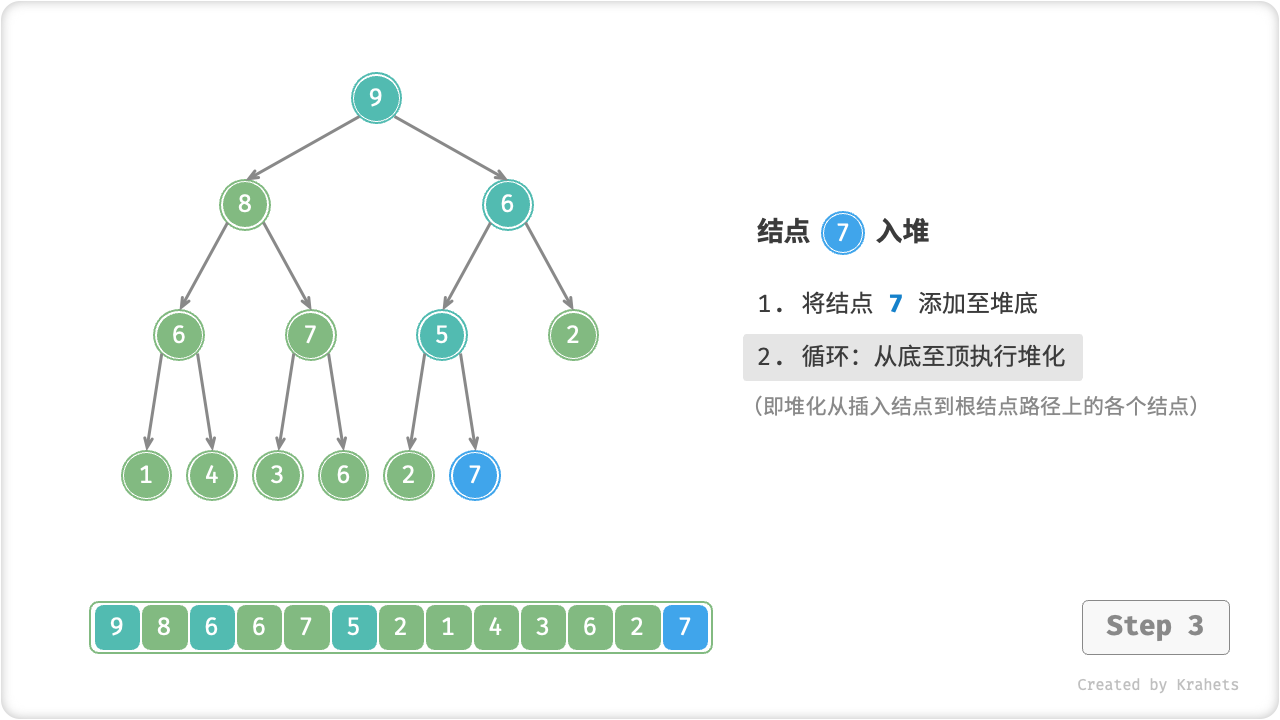 9
8 6
6 7 5 2
1 4 3 6 2 7
结点 7 入堆
1. 将结点 7 添加至堆底
2. 循环：从底至顶执行堆化
（即堆化从插入结点到根结点路径上的各个结点）
9 8 6 6 7 5 2 1 4 3 6 2 7
Step 3
Created by Krahets